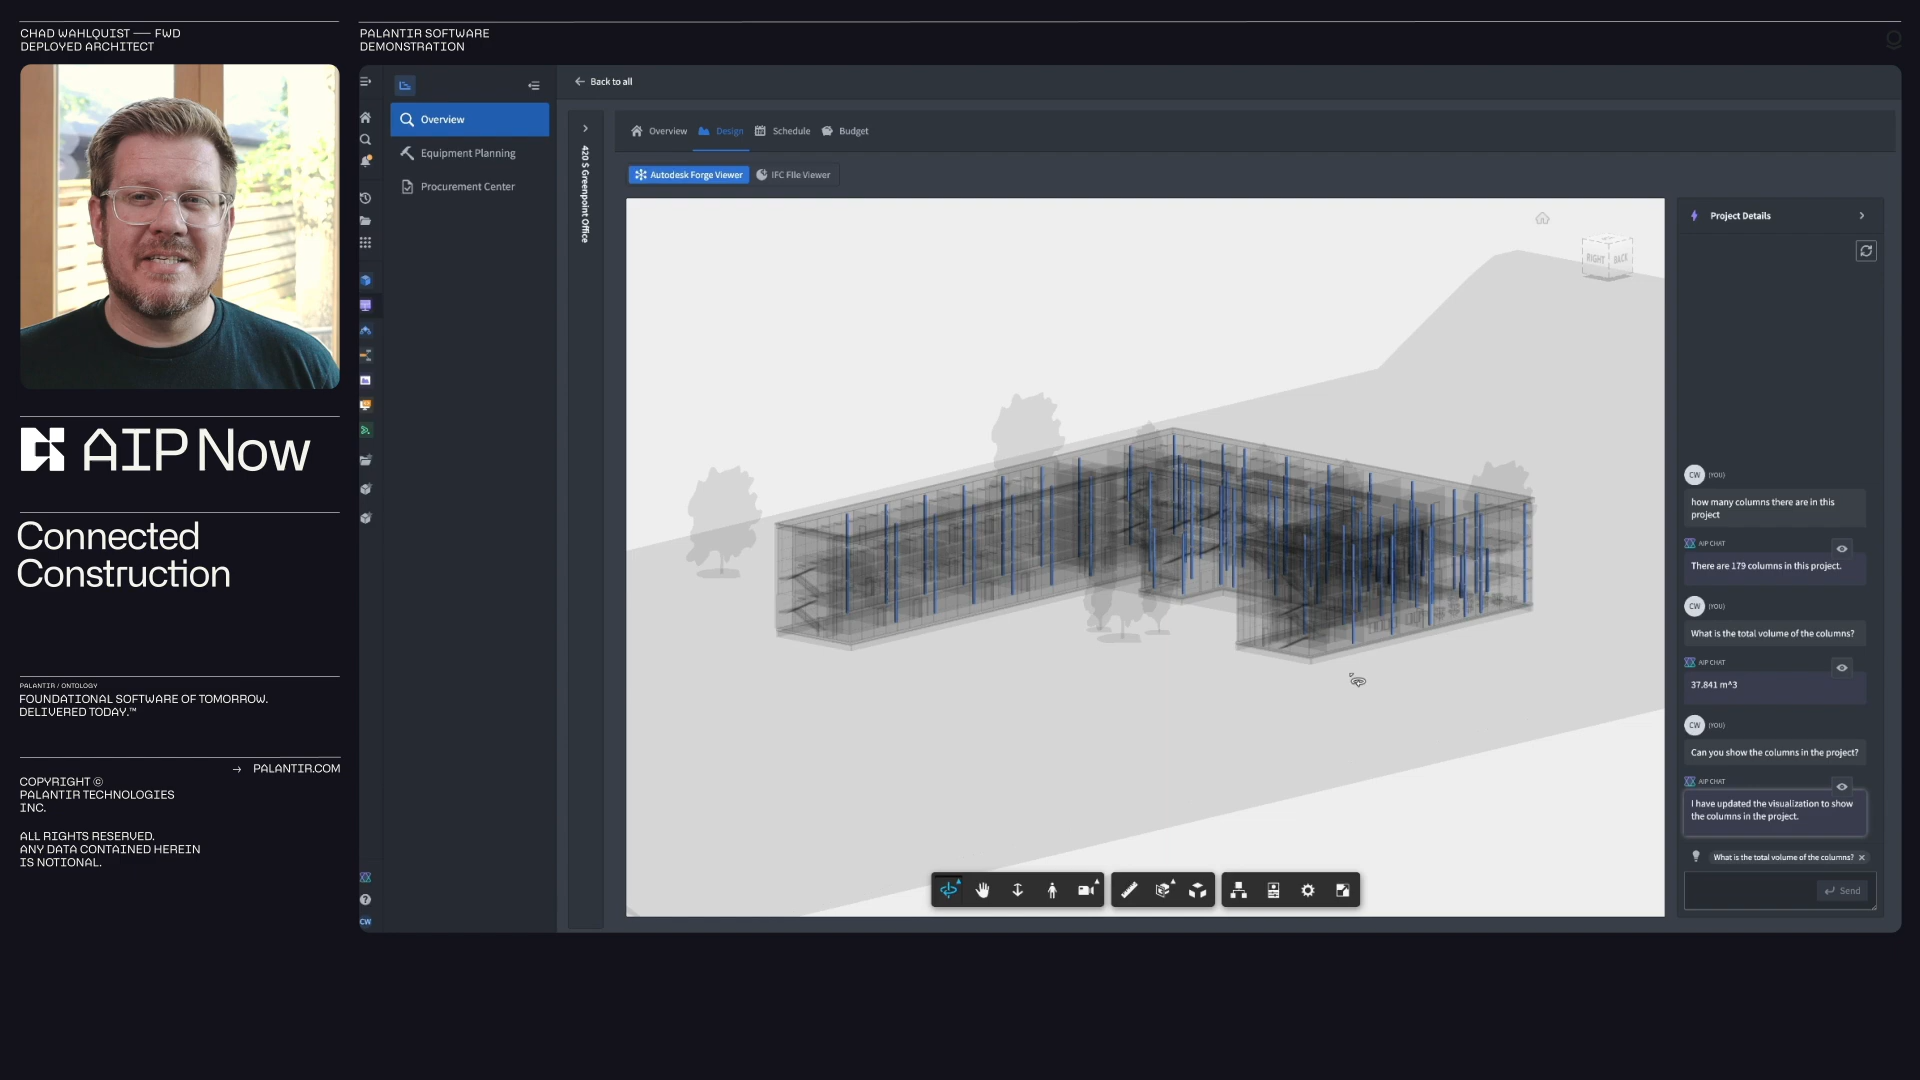 CHAD WAHLQUIST — FWD
DEPLOYED ARCHITECT
PALANTIR SOFTWARE
DEMONSTRATION
AIP Now
Connected
Construction
PALANTIR / ONTOLOGY
FOUNDATIONAL SOFTWARE OF TOMORROW.
DELIVERED TODAY.™
→ PALANTIR.COM
COPYRIGHT ©
PALANTIR TECHNOLOGIES
INC.
ALL RIGHTS RESERVED.
ANY DATA CONTAINED HEREIN
IS NOTIONAL.
Overview
Equipment Planning
Procurement Center
CW
← Back to all
420 S Greenpoint Office
Overview
Design
Schedule
Budget
Autodesk Forge Viewer
IFC File Viewer
RIGHT
BACK
Project Details
CW (YOU)
how many columns there are in this
project
AIP CHAT
There are 179 columns in this project.
CW (YOU)
What is the total volume of the columns?
AIP CHAT
37.841 m^3
CW (YOU)
Can you show the columns in the project?
AIP CHAT
I have updated the visualization to show
the columns in the project.
What is the total volume of the columns?
Send